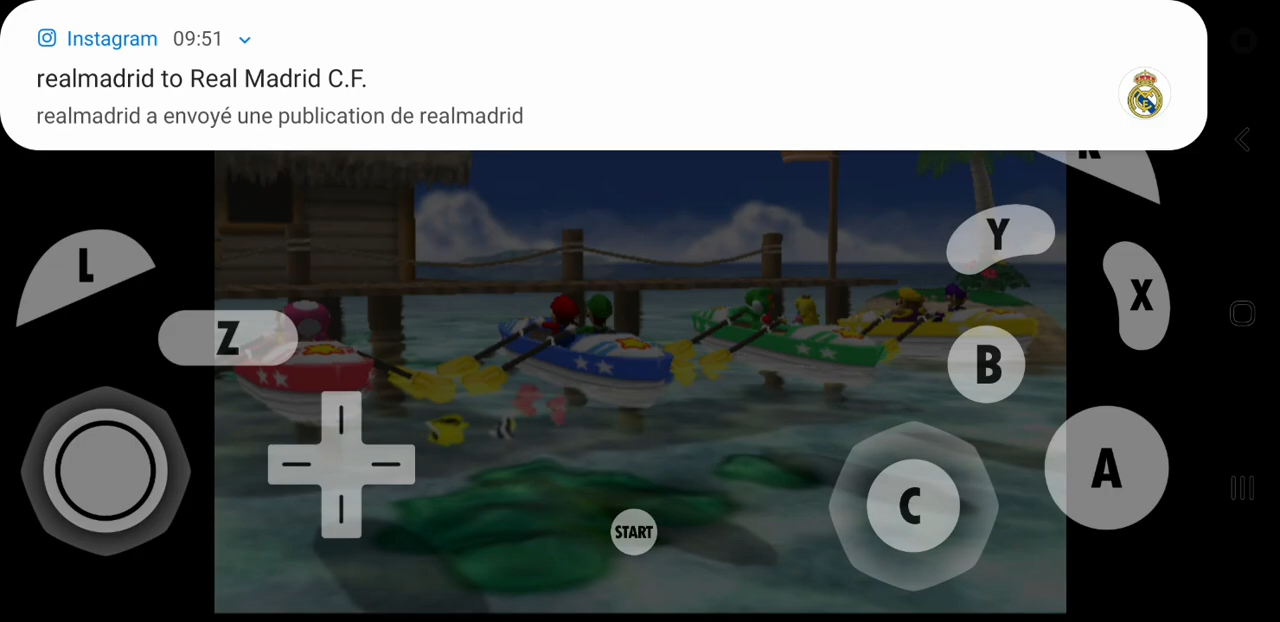 Instagram 09:51
realmadrid to Real Madrid C.F.
realmadrid a envoyé une publication de realmadrid
R
Y
L
X
Z
B
A
C
START